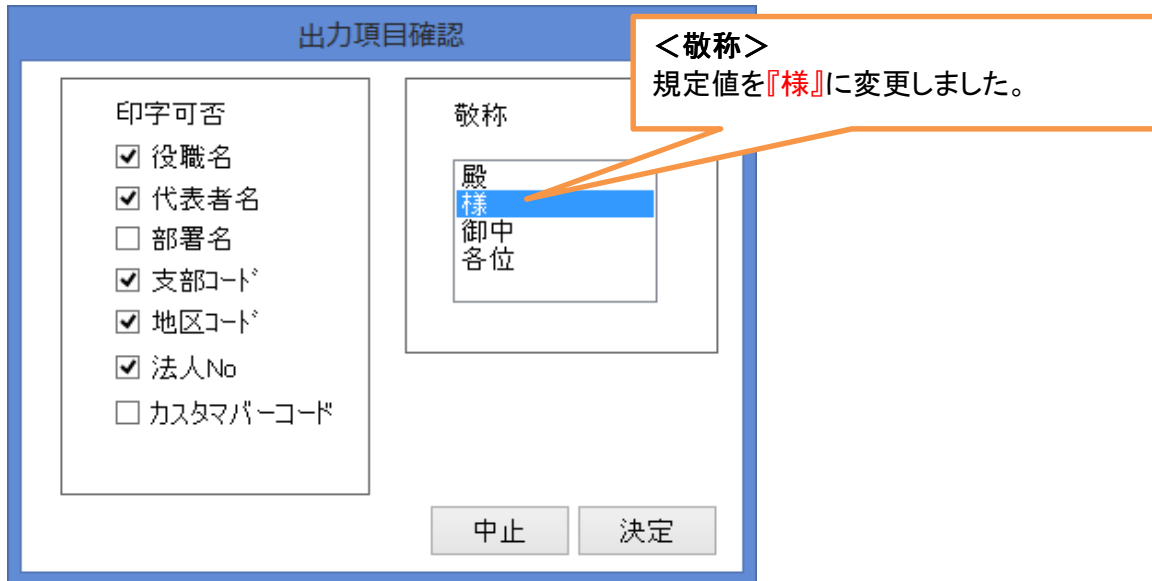 出力項目確認
＜敬称＞
規定値を『様』に変更しました。
印字可否
役職名
代表者名
部署名
支部ｺｰﾄﾞ
地区ｺｰﾄﾞ
法人No
カスタマバーコード
敬称
殿
様
御中
各位
中止
決定